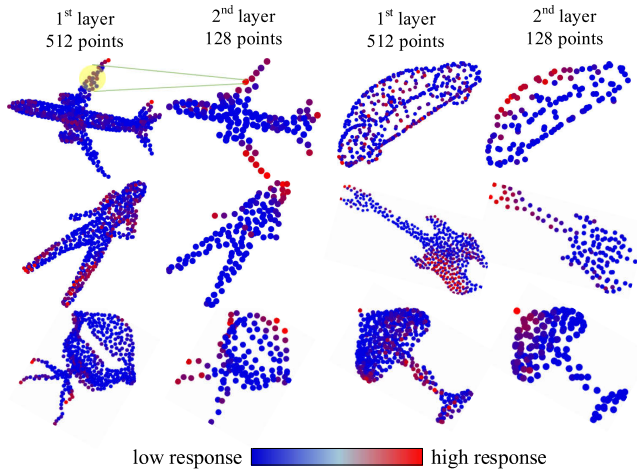 1st layer
512 points
2nd layer
128 points
1st layer
512 points
2nd layer
128 points
low response
high response